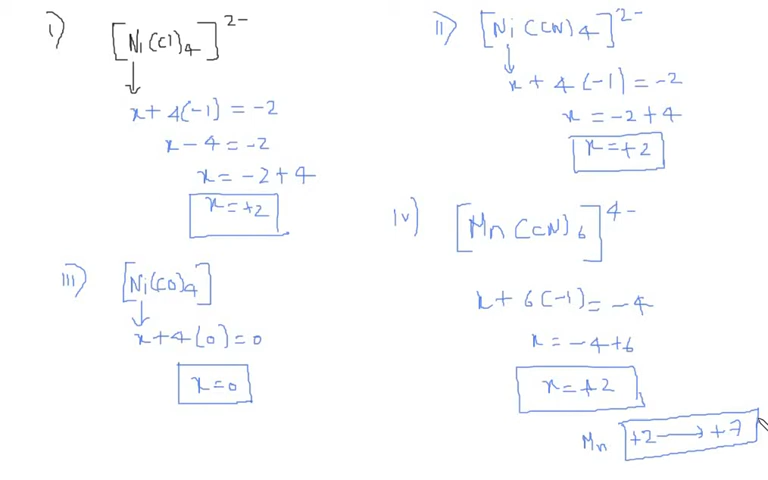 i) [Ni(Cl)4]2-
x + 4(-1) = -2
x - 4 = -2
x = -2 + 4
x = +2
ii) [Ni(CN)4]2-
x + 4(-1) = -2
x = -2 + 4
x = +2
iii) [Ni(CO)4]
x + 4(0) = 0
x = 0
iv) [Mn(CN)6]4-
x + 6(-1) = -4
x = -4 + 6
x = +2
Mn +2 → +7